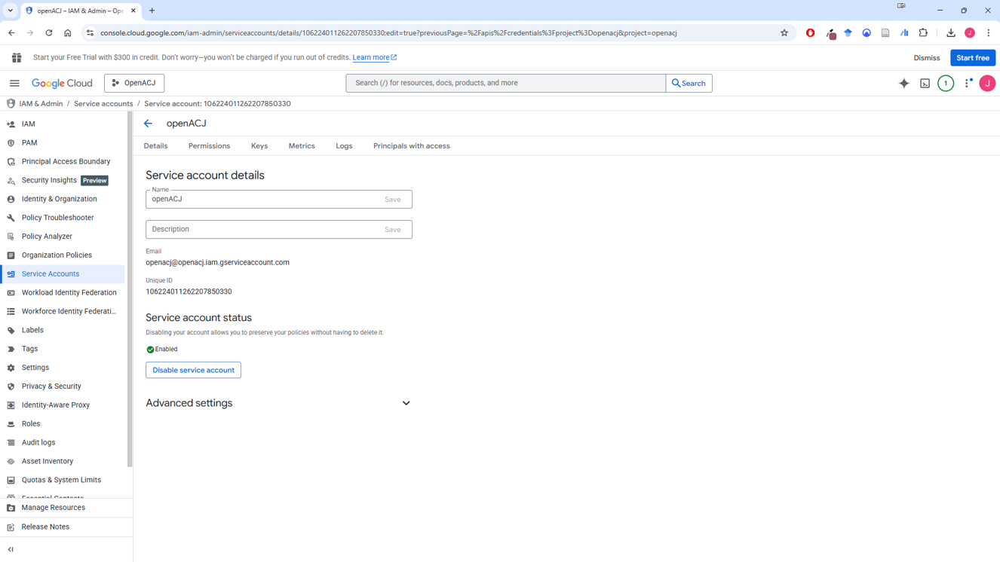 openACJ – IAM & Admin – Ope
console.cloud.google.com/iam-admin/serviceaccounts/details/106224011262207850330;edit=true?previousPage=%2Fapis%2Fcredentials%3Fproject%3Dopenacj&project=openacj
J
Start your Free Trial with $300 in credit. Don't worry—you won't be charged if you run out of credits. Learn more
Dismiss
Start free
Google Cloud
OpenACJ
Search (/) for resources, docs, products, and more
Search
1
J
IAM & Admin / Service accounts / Service account: 106224011262207850330
IAM
PAM
Principal Access Boundary
Security Insights Preview
Identity & Organization
Policy Troubleshooter
Policy Analyzer
Organization Policies
Service Accounts
Workload Identity Federation
Workforce Identity Federati...
Labels
Tags
Settings
Privacy & Security
Identity-Aware Proxy
Roles
Audit logs
Asset Inventory
Quotas & System Limits
Essential Contacts
Manage Resources
Release Notes
openACJ
Details
Permissions
Keys
Metrics
Logs
Principals with access
Service account details
Name
openACJ
Save
Description
Save
Email
openacj@openacj.iam.gserviceaccount.com
Unique ID
106224011262207850330
Service account status
Disabling your account allows you to preserve your policies without having to delete it.
Enabled
Disable service account
Advanced settings